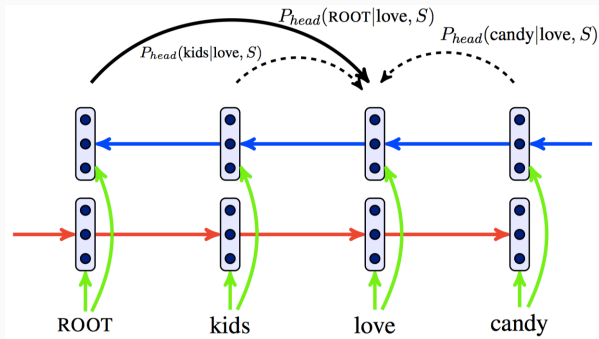 P_head(ROOT|love, S)
P_head(kids|love, S)
P_head(candy|love, S)
ROOT kids love candy